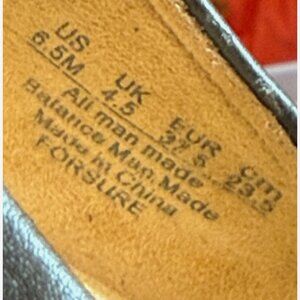 US UK EUR cm
6.5M 4.5 37.5 23.5
All man made
Balance Man Made
Made in China
FORSURE